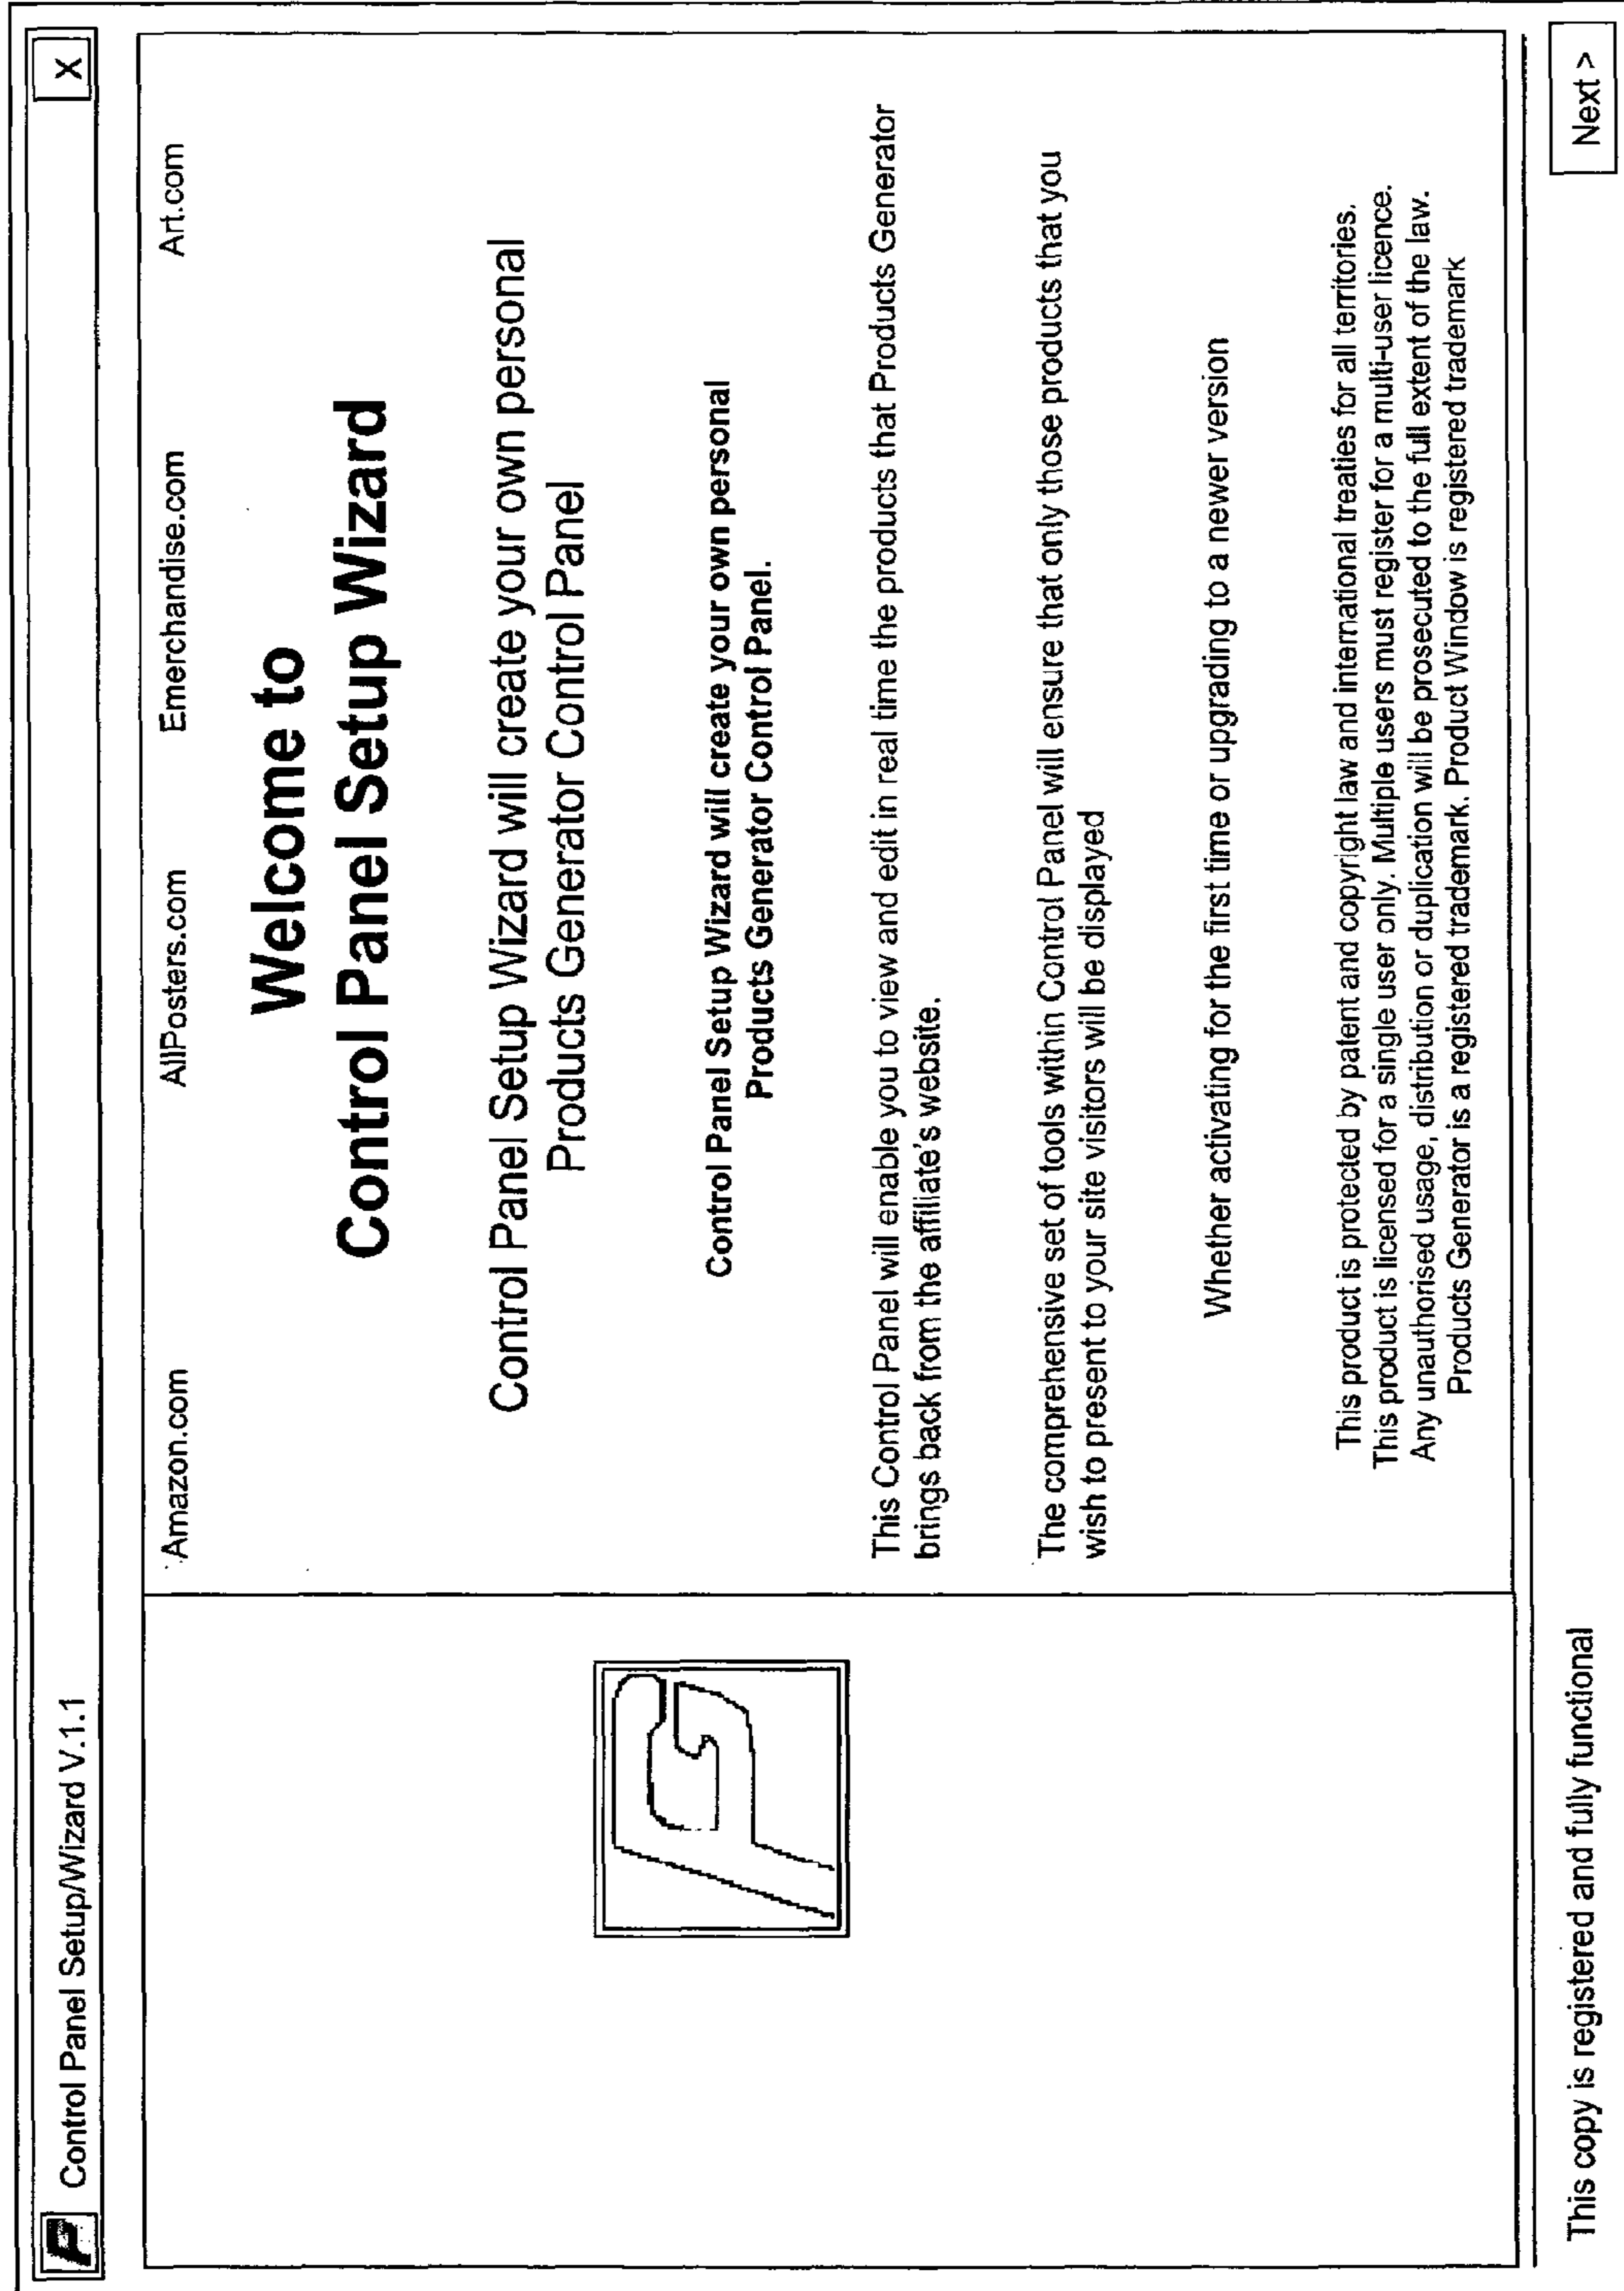 Control Panel Setup/Wizard V.1.1
X
Amazon.com AllPosters.com Emerchandise.com Art.com
Welcome to
Control Panel Setup Wizard
Control Panel Setup Wizard will create your own personal
Products Generator Control Panel
Control Panel Setup Wizard will create your own personal
Products Generator Control Panel.
This Control Panel will enable you to view and edit in real time the products that Products Generator
brings back from the affiliate's website.
The comprehensive set of tools within Control Panel will ensure that only those products that you
wish to present to your site visitors will be displayed
Whether activating for the first time or upgrading to a newer version
This product is protected by patent and copyright law and international treaties for all territories.
This product is licensed for a single user only. Multiple users must register for a multi-user licence.
Any unauthorised usage, distribution or duplication will be prosecuted to the full extent of the law.
Products Generator is a registered trademark. Product Window is registered trademark
This copy is registered and fully functional
Next >